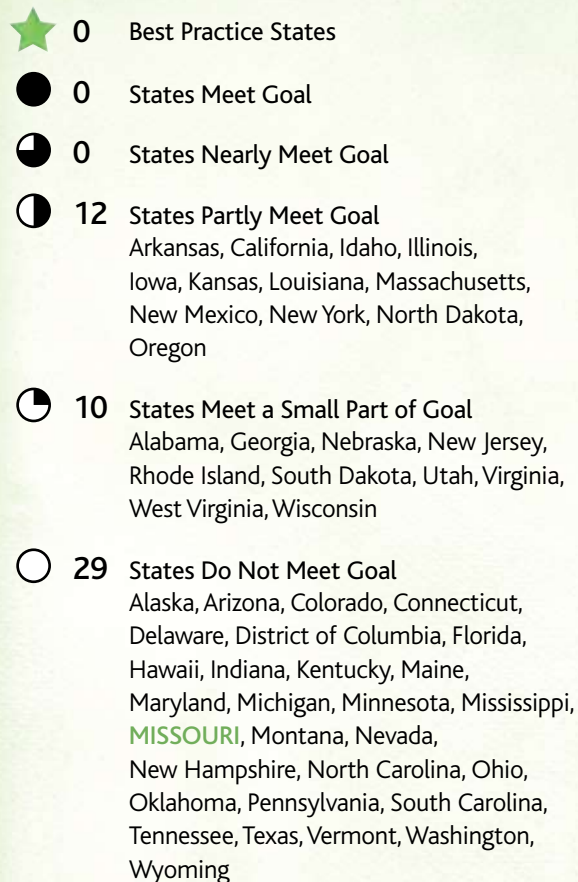 0 Best Practice States
0 States Meet Goal
0 States Nearly Meet Goal
12 States Partly Meet Goal
Arkansas, California, Idaho, Illinois,
Iowa, Kansas, Louisiana, Massachusetts,
New Mexico, New York, North Dakota,
Oregon
10 States Meet a Small Part of Goal
Alabama, Georgia, Nebraska, New Jersey,
Rhode Island, South Dakota, Utah, Virginia,
West Virginia, Wisconsin
29 States Do Not Meet Goal
Alaska, Arizona, Colorado, Connecticut,
Delaware, District of Columbia, Florida,
Hawaii, Indiana, Kentucky, Maine,
Maryland, Michigan, Minnesota, Mississippi,
MISSOURI, Montana, Nevada,
New Hampshire, North Carolina, Ohio,
Oklahoma, Pennsylvania, South Carolina,
Tennessee, Texas, Vermont, Washington,
Wyoming